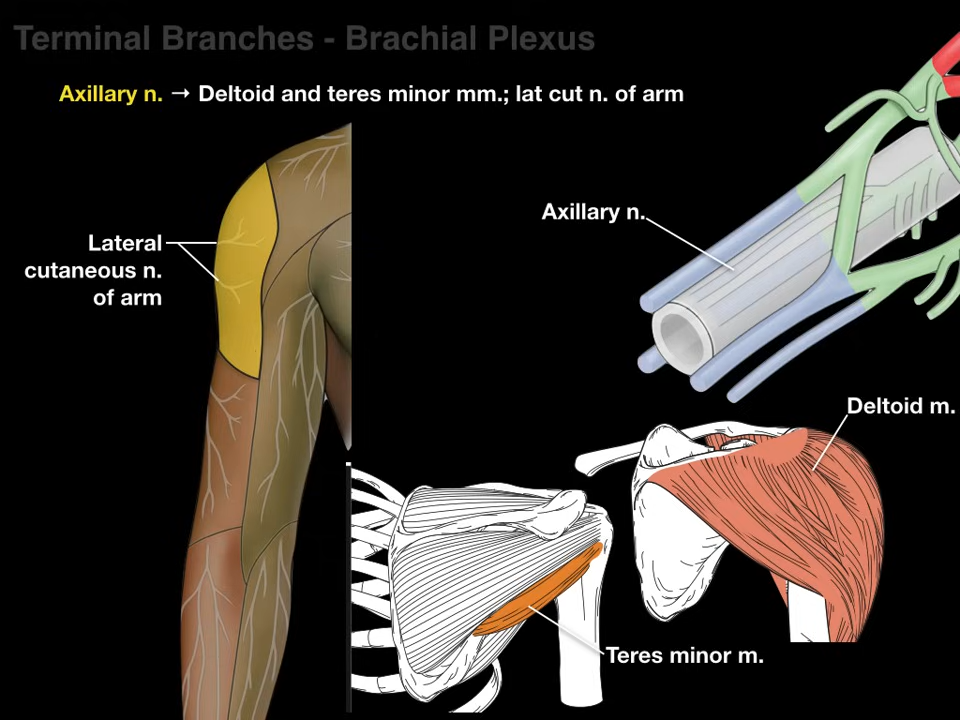 Terminal Branches - Brachial Plexus
Axillary n. → Deltoid and teres minor mm.; lat cut n. of arm
Axillary n.
Lateral
cutaneous n.
of arm
Deltoid m.
Teres minor m.